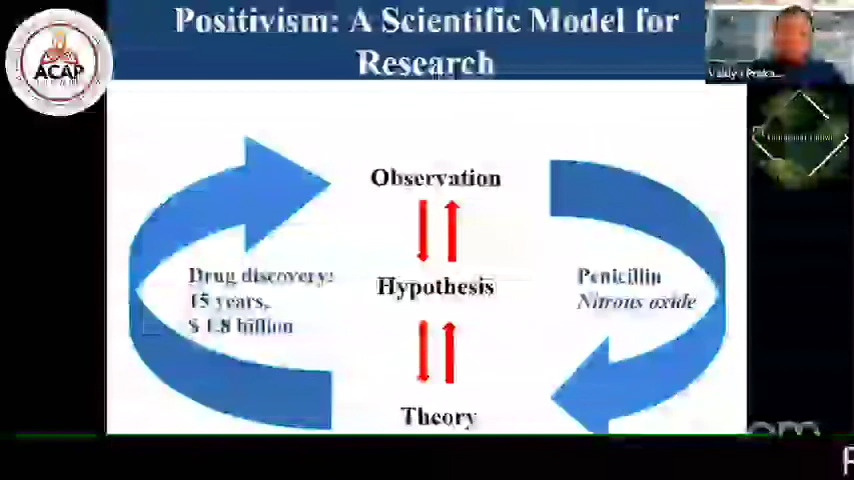 Positivism: A Scientific Model for
Research
ACAP
Observation
Drug discovery:
15 years,
$ 1.8 billion
Hypothesis
Penicillin
Nitrous oxide
Theory